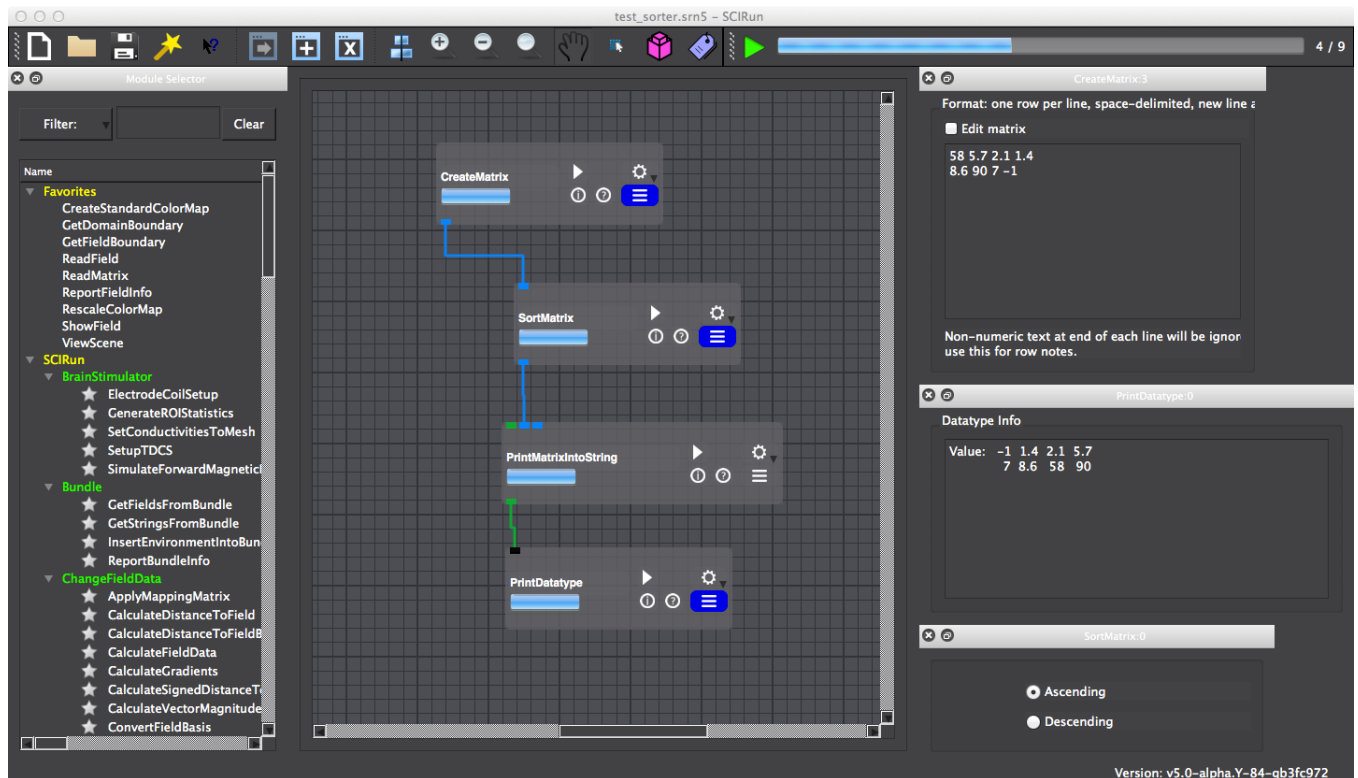 test_sorter.srn5 – SCIRun
4 / 9
Module Selector
Filter:
Clear
Name
Favorites
CreateStandardColorMap
GetDomainBoundary
GetFieldBoundary
ReadField
ReadMatrix
ReportFieldInfo
RescaleColorMap
ShowField
ViewScene
SCIRun
BrainStimulator
ElectrodeCoilSetup
GenerateROIStatistics
SetConductivitiesToMesh
SetupTDCS
SimulateForwardMagnetic
Bundle
GetFieldsFromBundle
GetStringsFromBundle
InsertEnvironmentIntoBun
ReportBundleInfo
ChangeFieldData
ApplyMappingMatrix
CalculateDistanceToField
CalculateDistanceToFieldB
CalculateFieldData
CalculateGradients
CalculateSignedDistanceT
CalculateVectorMagnitude
ConvertFieldBasis
CreateMatrix
SortMatrix
PrintMatrixIntoString
PrintDatatype
CreateMatrix:3
Format: one row per line, space-delimited, new line a
Edit matrix
58 5.7 2.1 1.4
8.6 90 7 -1
Non-numeric text at end of each line will be ignor
use this for row notes.
PrintDatatype:0
Datatype Info
Value: -1 1.4 2.1 5.7
7 8.6 58 90
SortMatrix:0
Ascending
Descending
Version: v5.0-alpha.Y-84-gb3fc972